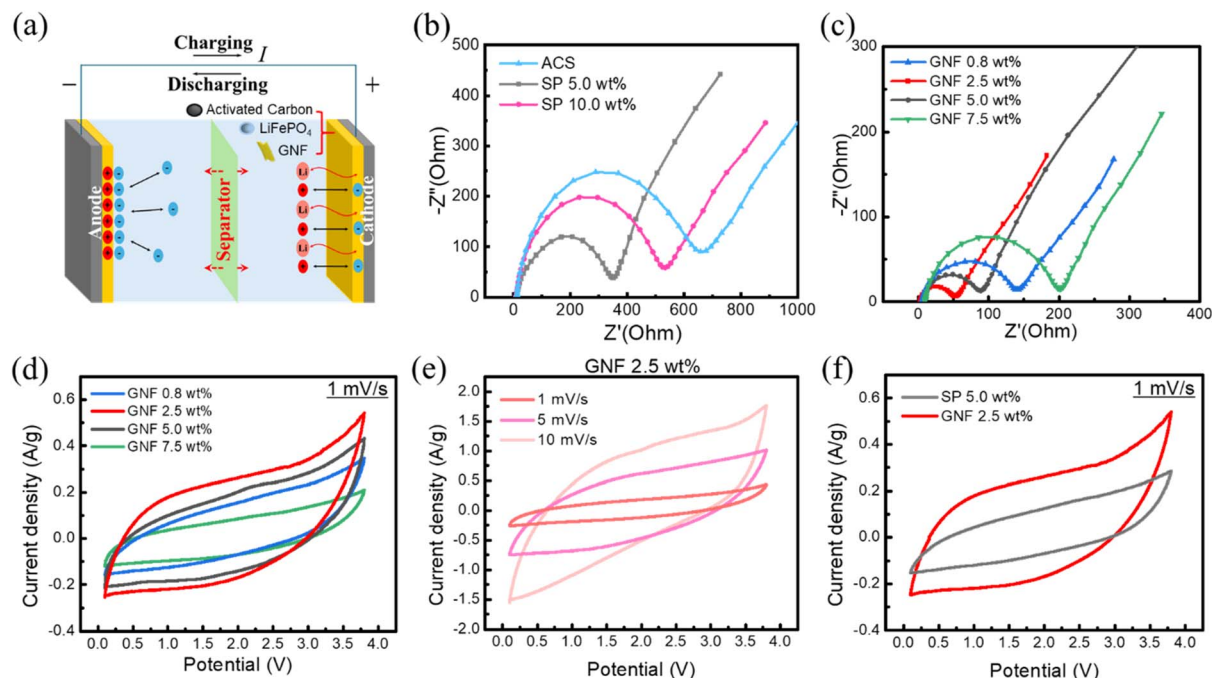 (a)
Charging
I
Discharging
−
+
Activated Carbon
LiFePO4
GNF
Anode
Separator
Cathode
Li
Li
Li
(b)
500
400
300
200
100
0
-Z"(Ohm)
ACS
SP 5.0 wt%
SP 10.0 wt%
0 200 400 600 800 1000
Z'(Ohm)
(c)
300
200
100
0
-Z"(Ohm)
GNF 0.8 wt%
GNF 2.5 wt%
GNF 5.0 wt%
GNF 7.5 wt%
0 100 200 300 400
Z'(Ohm)
(d)
GNF 0.8 wt%
GNF 2.5 wt%
GNF 5.0 wt%
GNF 7.5 wt%
1 mV/s
0.6
0.4
0.2
0.0
-0.2
-0.4
Current density (A/g)
0.0 0.5 1.0 1.5 2.0 2.5 3.0 3.5 4.0
Potential (V)
(e)
GNF 2.5 wt%
1 mV/s
5 mV/s
10 mV/s
2.0
1.5
1.0
0.5
0.0
-0.5
-1.0
-1.5
-2.0
Current density (A/g)
0.0 0.5 1.0 1.5 2.0 2.5 3.0 3.5 4.0
Potential (V)
(f)
SP 5.0 wt%
GNF 2.5 wt%
1 mV/s
0.6
0.4
0.2
0.0
-0.2
-0.4
Current density (A/g)
0.0 0.5 1.0 1.5 2.0 2.5 3.0 3.5 4.0
Potential (V)